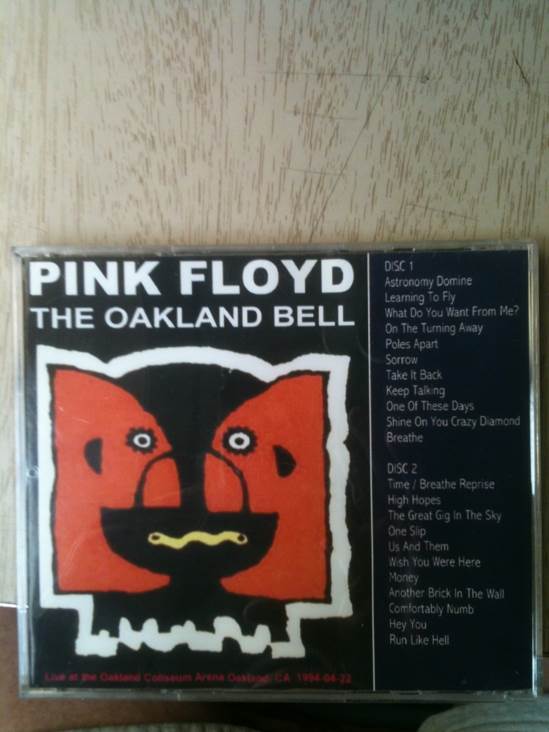 PINK FLOYD
THE OAKLAND BELL
Live at the Oakland Coliseum Arena Oakland, CA 1994-04-22
DISC 1
Astronomy Domine
Learning To Fly
What Do You Want From Me?
On The Turning Away
Poles Apart
Sorrow
Take It Back
Keep Talking
One Of These Days
Shine On You Crazy Diamond
Breathe
DISC 2
Time / Breathe Reprise
High Hopes
The Great Gig In The Sky
One Slip
Us And Them
Wish You Were Here
Money
Another Brick In The Wall
Comfortably Numb
Hey You
Run Like Hell